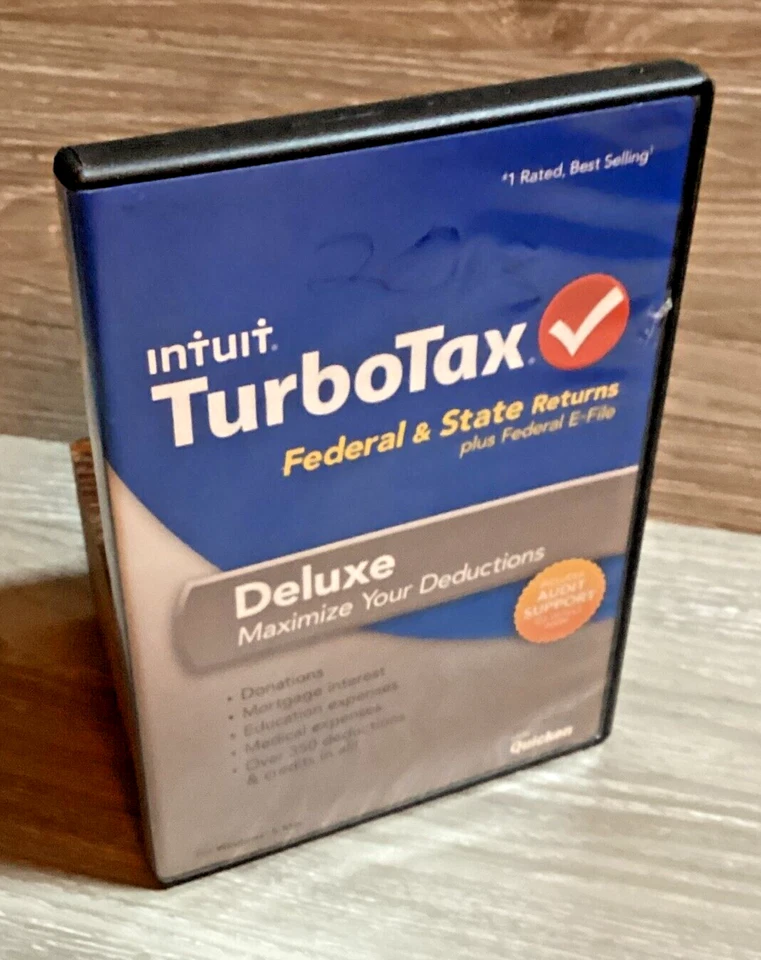 #1 Rated, Best Selling†
intuit®
TurboTax®
Federal & State Returns
plus Federal E-File
Deluxe
Maximize Your Deductions
AUDIT
SUPPORT
• Donations
• Mortgage interest
• Education expenses
• Medical expenses
• Over 350 deductions
& credits in all
Quicken